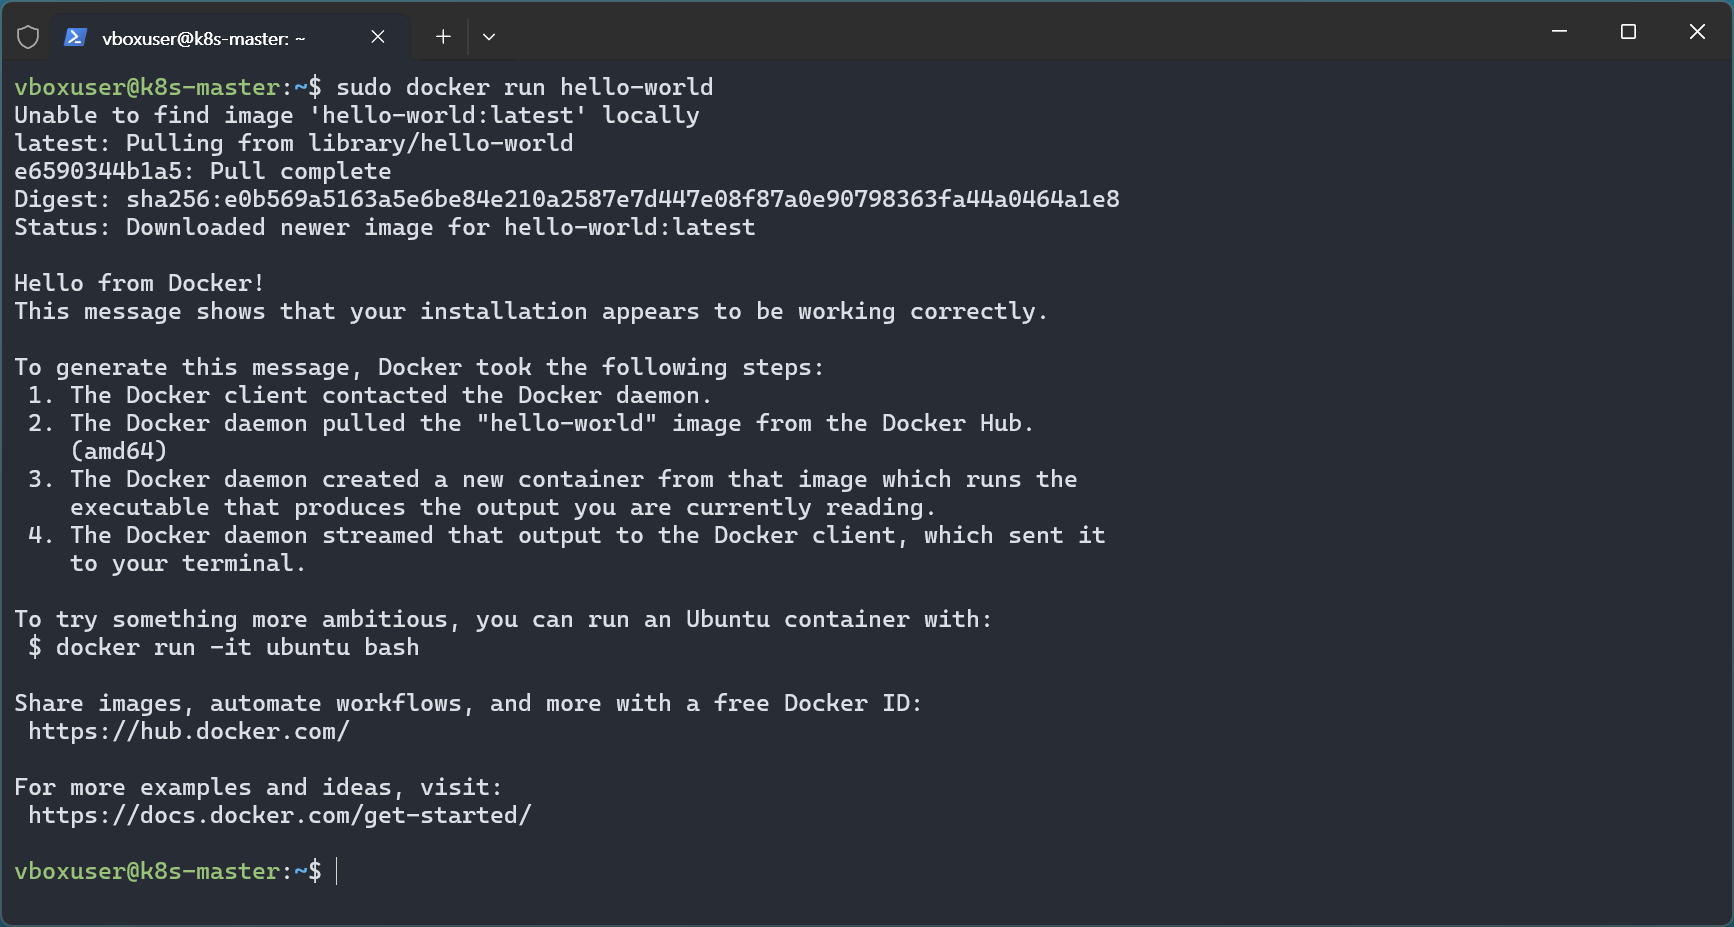 vboxuser@k8s-master: ~
vboxuser@k8s-master:~$ sudo docker run hello-world
Unable to find image 'hello-world:latest' locally
latest: Pulling from library/hello-world
e6590344b1a5: Pull complete
Digest: sha256:e0b569a5163a5e6be84e210a2587e7d447e08f87a0e90798363fa44a0464a1e8
Status: Downloaded newer image for hello-world:latest

Hello from Docker!
This message shows that your installation appears to be working correctly.

To generate this message, Docker took the following steps:
 1. The Docker client contacted the Docker daemon.
 2. The Docker daemon pulled the "hello-world" image from the Docker Hub.
    (amd64)
 3. The Docker daemon created a new container from that image which runs the
    executable that produces the output you are currently reading.
 4. The Docker daemon streamed that output to the Docker client, which sent it
    to your terminal.

To try something more ambitious, you can run an Ubuntu container with:
 $ docker run -it ubuntu bash

Share images, automate workflows, and more with a free Docker ID:
 https://hub.docker.com/

For more examples and ideas, visit:
 https://docs.docker.com/get-started/

vboxuser@k8s-master:~$